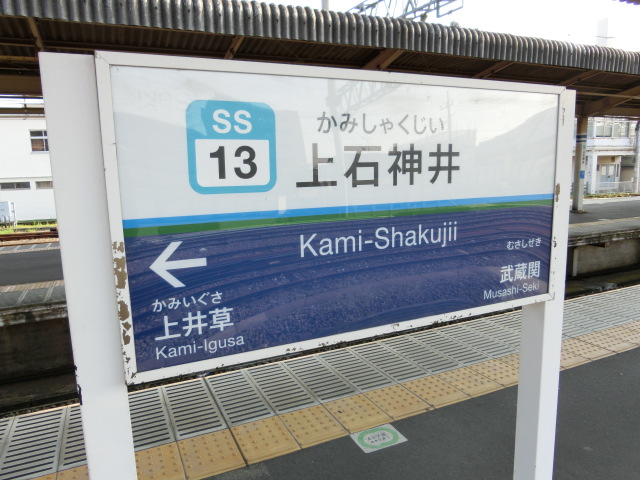 SS
13
かみしゃくじい
上石神井
Kami-Shakujii
かみいぐさ
上井草
Kami-Igusa
むさしせき
武蔵関
Musashi-Seki